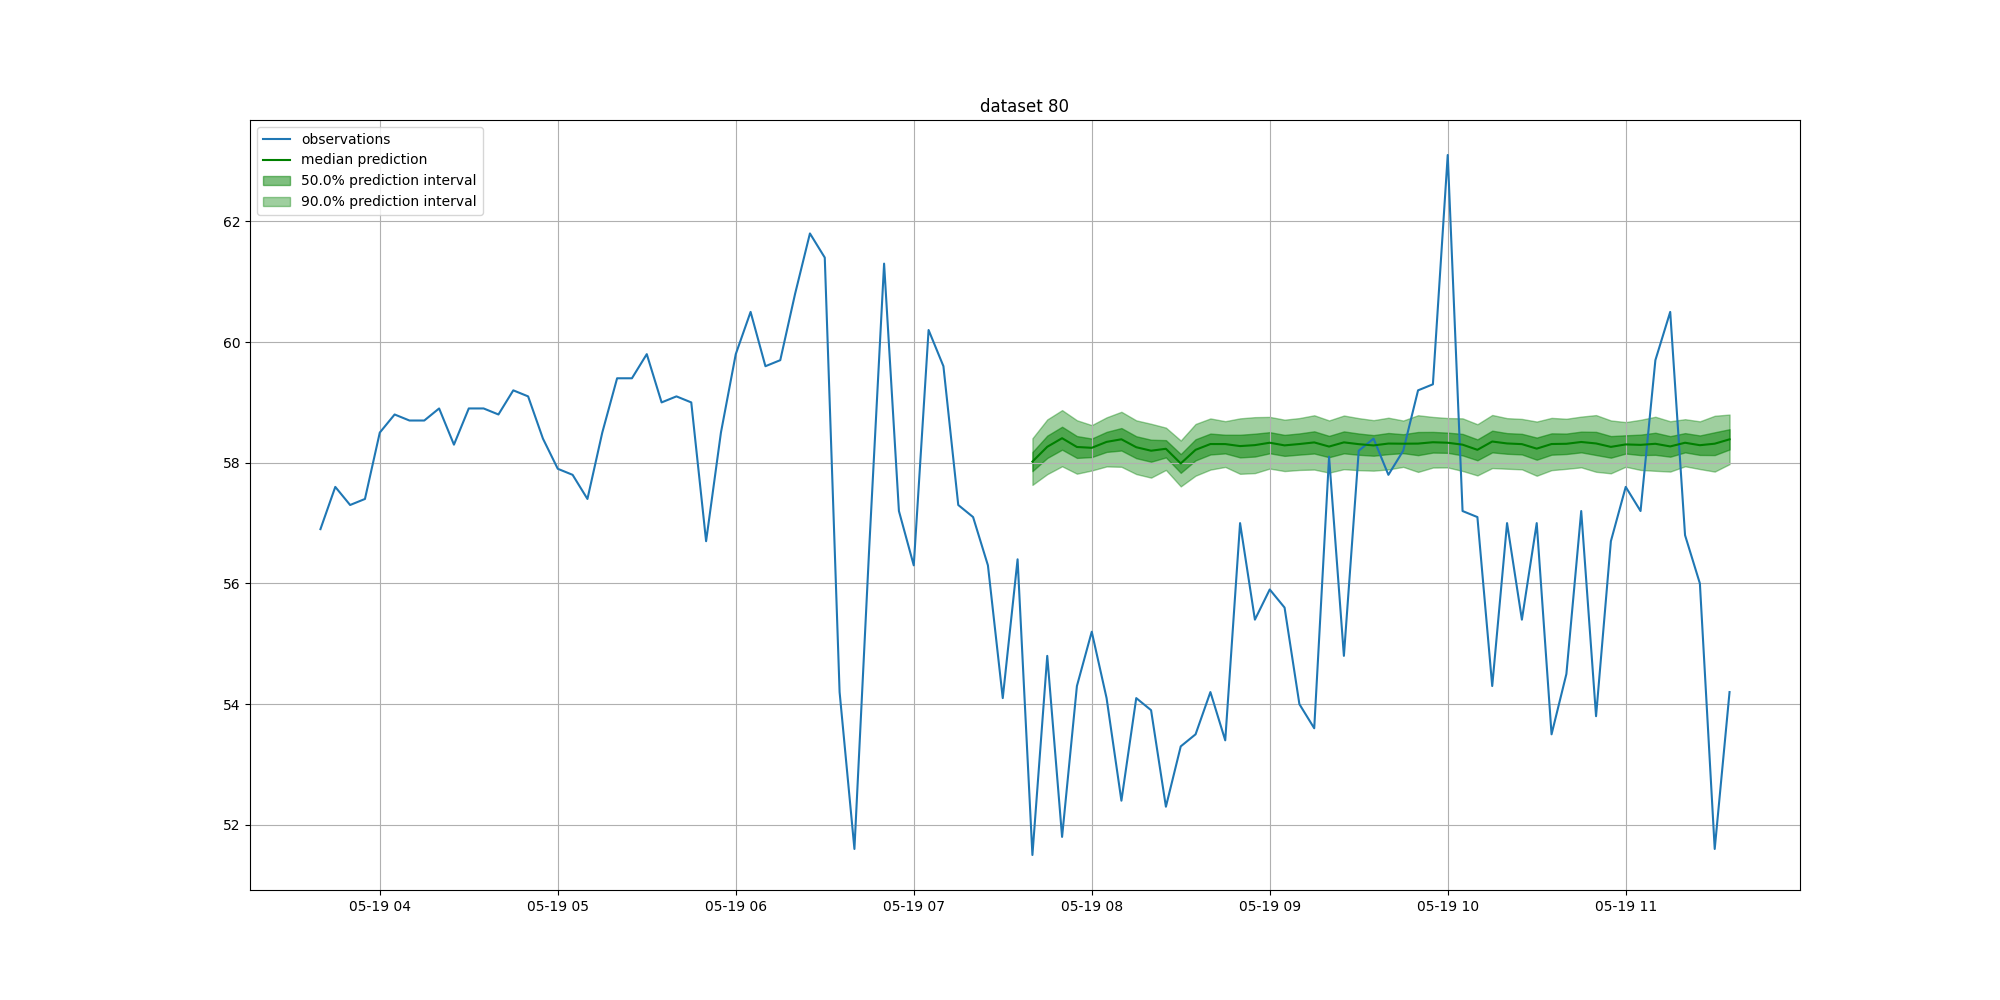 dataset 80
observations
median prediction
50.0% prediction interval
90.0% prediction interval
62
60
58
56
54
52
05-19 04
05-19 05
05-19 06
05-19 07
05-19 08
05-19 09
05-19 10
05-19 11